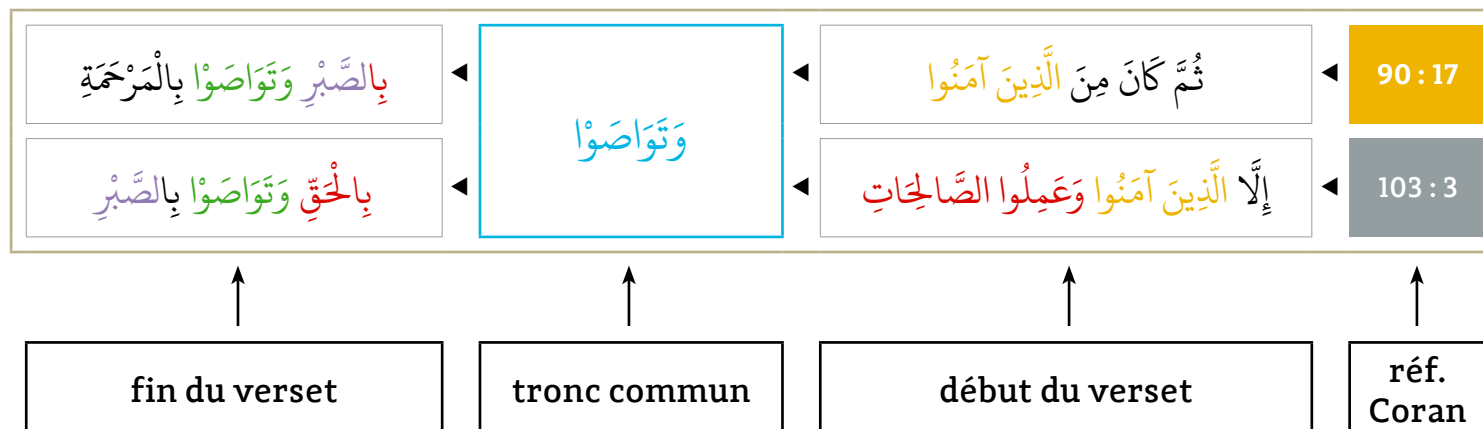 90 : 17
ثُمَّ كَانَ مِنَ الَّذِينَ آمَنُوا
وَتَوَاصَوْا
بِالصَّبْرِ وَتَوَاصَوْا بِالْمَرْحَمَةِ
103 : 3
إِلَّا الَّذِينَ آمَنُوا وَعَمِلُوا الصَّالِحَاتِ
بِالْحَقِّ وَتَوَاصَوْا بِالصَّبْرِ
fin du verset
tronc commun
début du verset
réf.
Coran